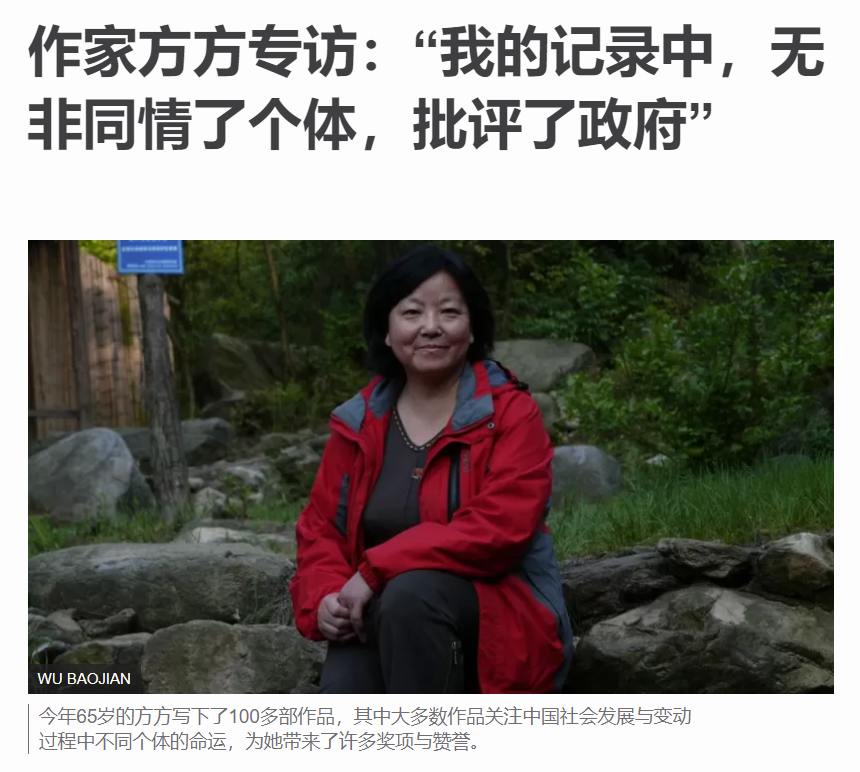 作家方方专访：“我的记录中，无
非同情了个体，批评了政府”
WU BAOJIAN
今年65岁的方方写下了100多部作品，其中大多数作品关注中国社会发展与变动
过程中不同个体的命运，为她带来了许多奖项与赞誉。